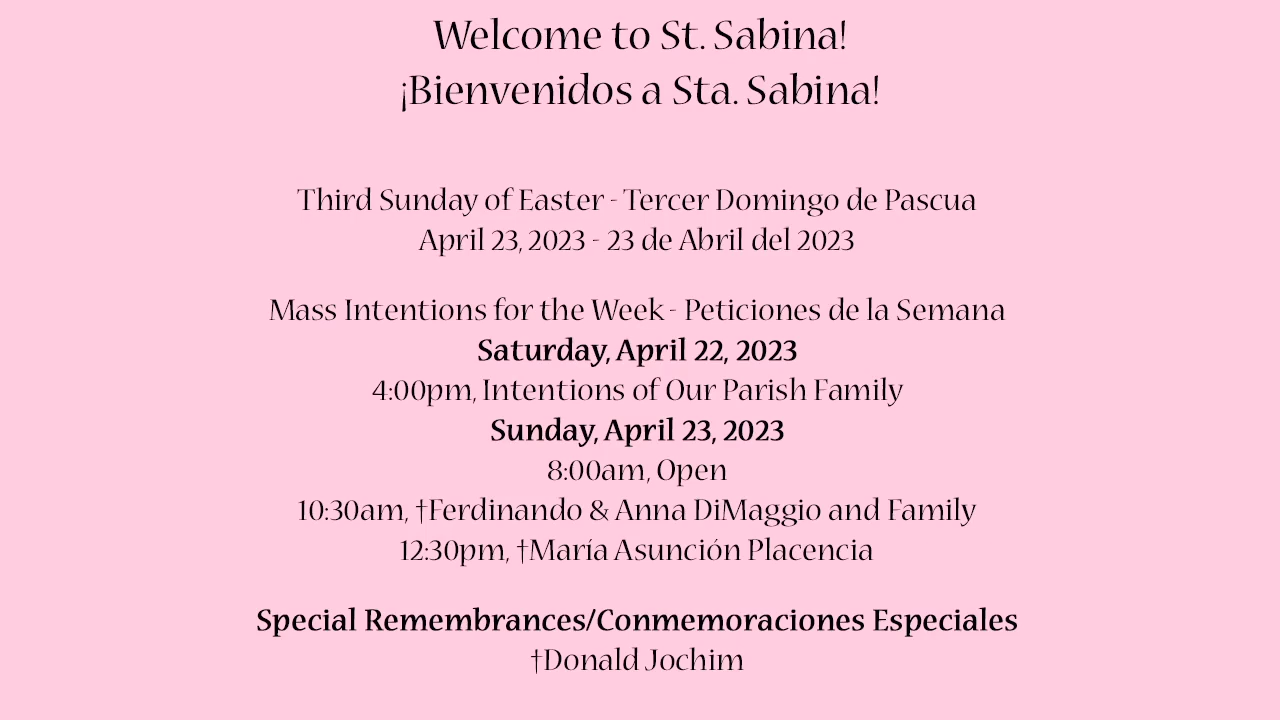 Welcome to St. Sabina!
¡Bienvenidos a Sta. Sabina!
Third Sunday of Easter - Tercer Domingo de Pascua
April 23, 2023 - 23 de Abril del 2023
Mass Intentions for the Week - Peticiones de la Semana
Saturday, April 22, 2023
4:00pm, Intentions of Our Parish Family
Sunday, April 23, 2023
8:00am, Open
10:30am, †Ferdinando & Anna DiMaggio and Family
12:30pm, †María Asunción Placencia
Special Remembrances/Conmemoraciones Especiales
†Donald Jochim